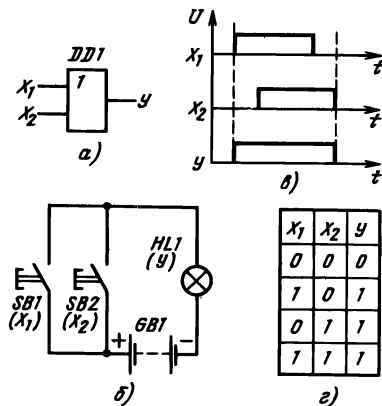 DD1
1
X₁
X₂
y
а)
U
X₁
t
X₂
t
y
t
в)
SB1
(X₁)
SB2
(X₂)
HL1
(y)
+ GB1 −
б)
X₁ X₂ y
0 0 0
1 0 1
0 1 1
1 1 1
г)